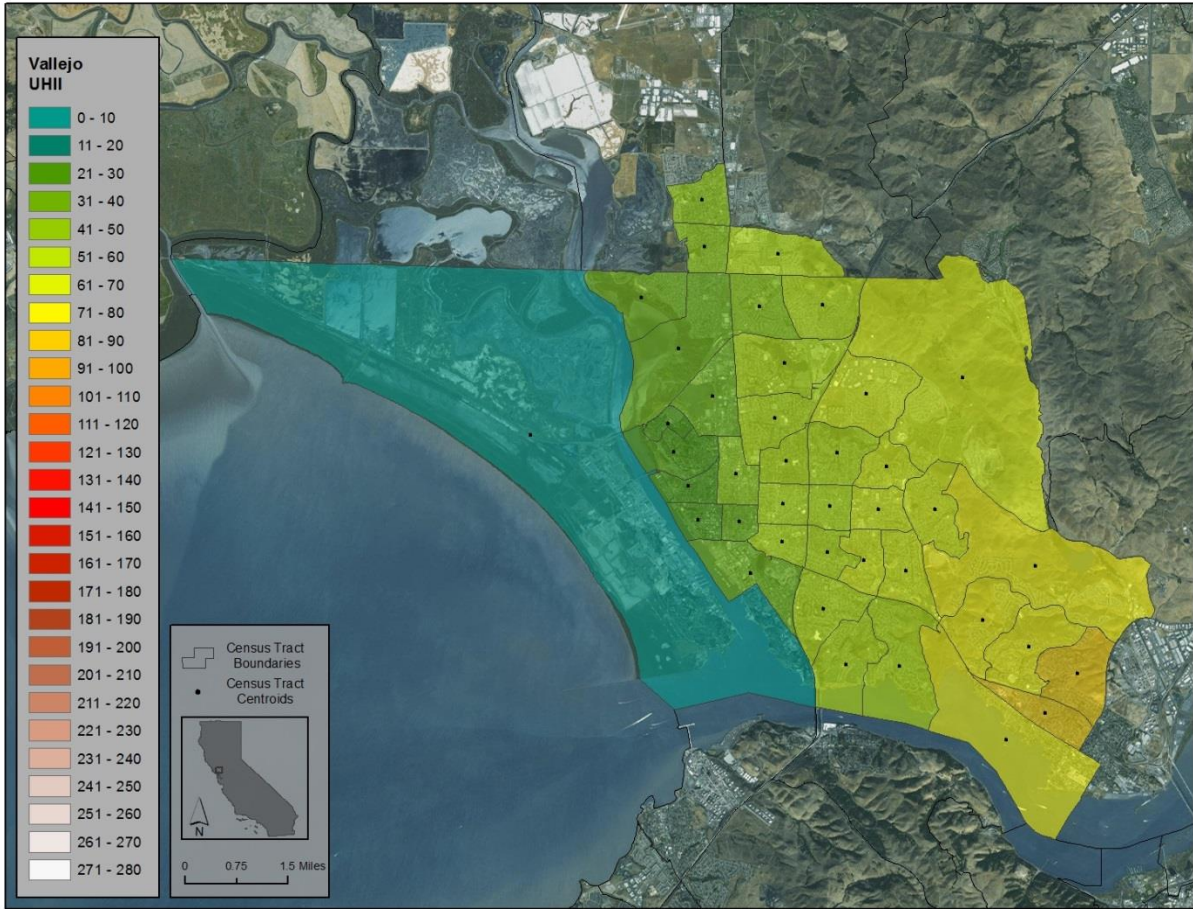 Vallejo
UHII
0 - 10
11 - 20
21 - 30
31 - 40
41 - 50
51 - 60
61 - 70
71 - 80
81 - 90
91 - 100
101 - 110
111 - 120
121 - 130
131 - 140
141 - 150
151 - 160
161 - 170
171 - 180
181 - 190
191 - 200
201 - 210
211 - 220
221 - 230
231 - 240
241 - 250
251 - 260
261 - 270
271 - 280
Census Tract
Boundaries
Census Tract
Centroids
N
0 0.75 1.5 Miles